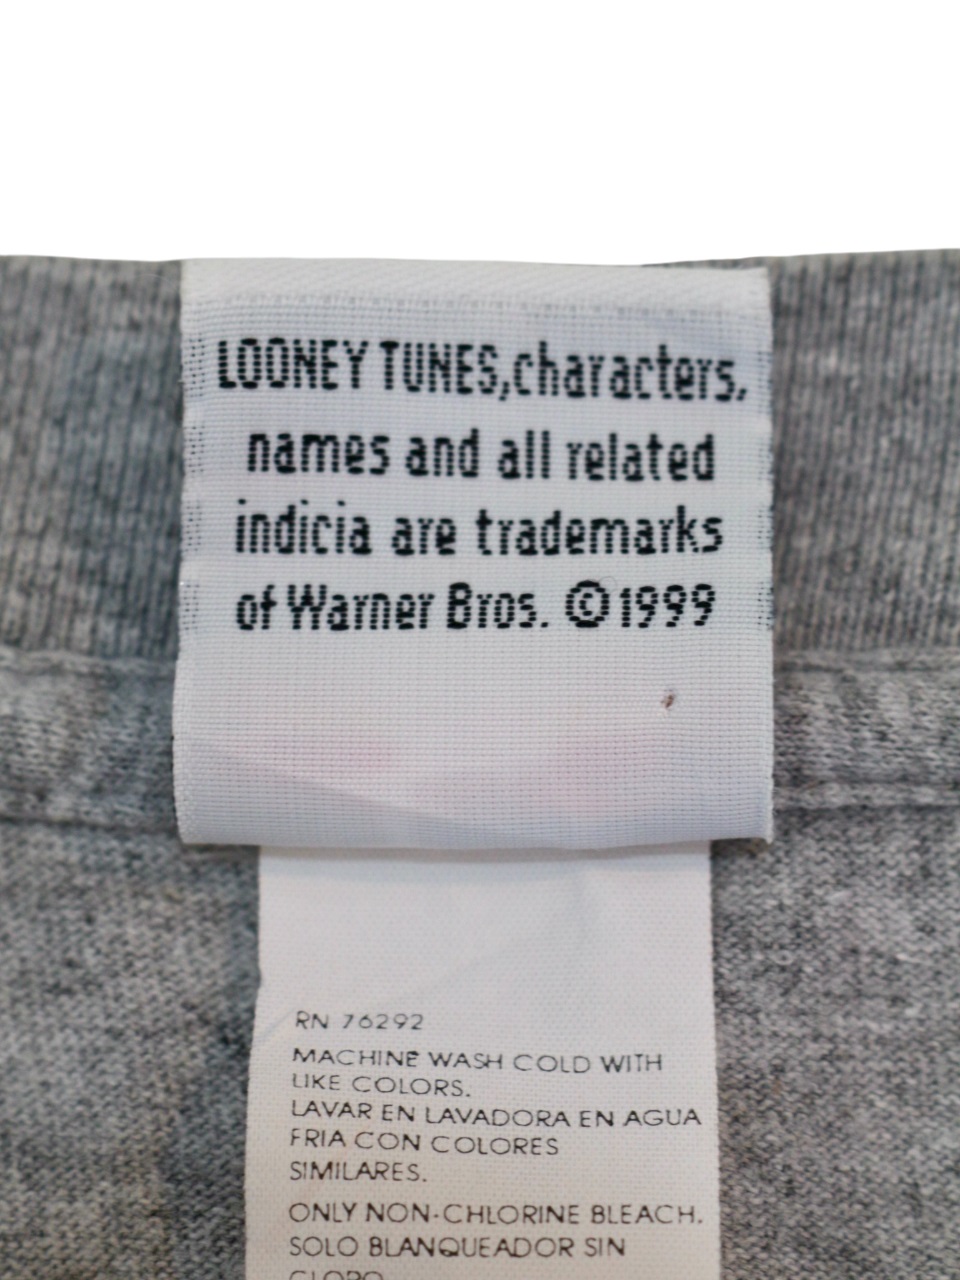 LOONEY TUNES,characters,
names and all related
indicia are trademarks
of Warner Bros. ©1999
RN 76292
MACHINE WASH COLD WITH
LIKE COLORS.
LAVAR EN LAVADORA EN AGUA
FRIA CON COLORES
SIMILARES.
ONLY NON-CHLORINE BLEACH.
SOLO BLANQUEADOR SIN